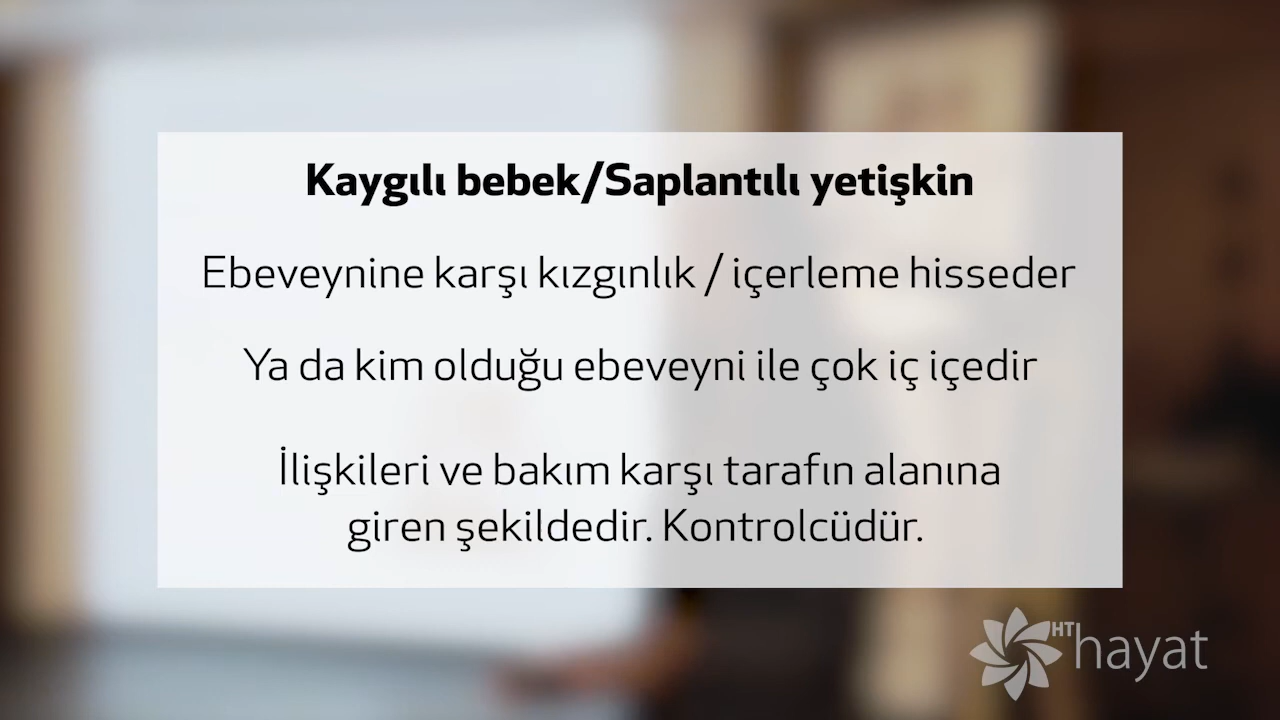 Kaygılı bebek/Saplantılı yetişkin
Ebeveynine karşı kızgınlık / içerleme hisseder
Ya da kim olduğu ebeveyni ile çok iç içedir
İlişkileri ve bakım karşı tarafın alanına
giren şekildedir. Kontrolcüdür.
HT hayat